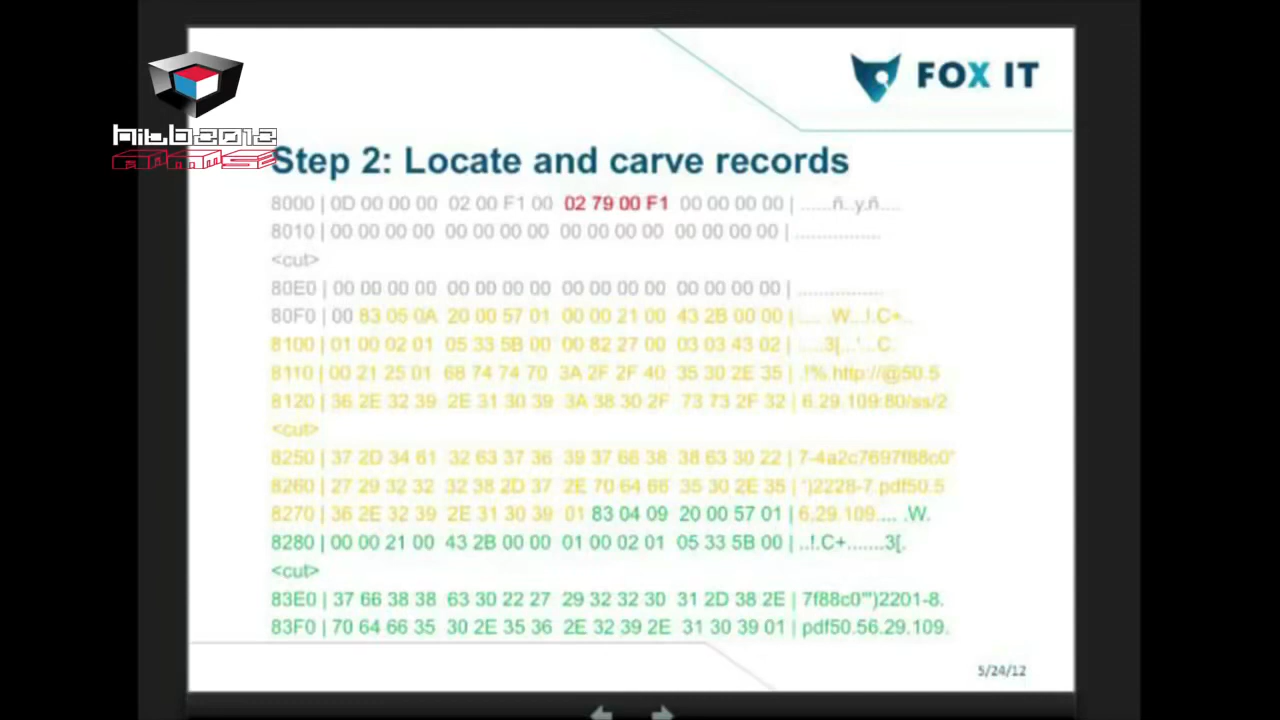 FOX IT
hitb2012
AMS
Step 2: Locate and carve records
8000 | 0D 00 00 00 02 00 F1 00 02 79 00 F1 00 00 00 00 | ......ñ..y.ñ....
8010 | 00 00 00 00 00 00 00 00 00 00 00 00 00 00 00 00 | ................
<cut>
80E0 | 00 00 00 00 00 00 00 00 00 00 00 00 00 00 00 00 | ................
80F0 | 00 83 05 0A 20 00 57 01 00 00 21 00 43 2B 00 00 | .... .W...!.C+..
8100 | 01 00 02 01 05 33 5B 00 00 82 27 00 03 03 43 02 | .....3[...'...C.
8110 | 00 21 25 01 68 74 74 70 3A 2F 2F 40 35 30 2E 35 | .!%.http://@50.5
8120 | 36 2E 32 39 2E 31 30 39 3A 38 30 2F 73 73 2F 32 | 6.29.109:80/ss/2
<cut>
8250 | 37 2D 34 61 32 63 37 36 39 37 66 38 38 63 30 22 | 7-4a2c7697f88c0"
8260 | 27 29 32 32 32 38 2D 37 2E 70 64 66 35 30 2E 35 | ')2228-7.pdf50.5
8270 | 36 2E 32 39 2E 31 30 39 01 83 04 09 20 00 57 01 | 6.29.109.... .W.
8280 | 00 00 21 00 43 2B 00 00 01 00 02 01 05 33 5B 00 | ..!.C+.......3[.
<cut>
83E0 | 37 66 38 38 63 30 22 27 29 32 32 30 31 2D 38 2E | 7f88c0"')2201-8.
83F0 | 70 64 66 35 30 2E 35 36 2E 32 39 2E 31 30 39 01 | pdf50.56.29.109.
5/24/12